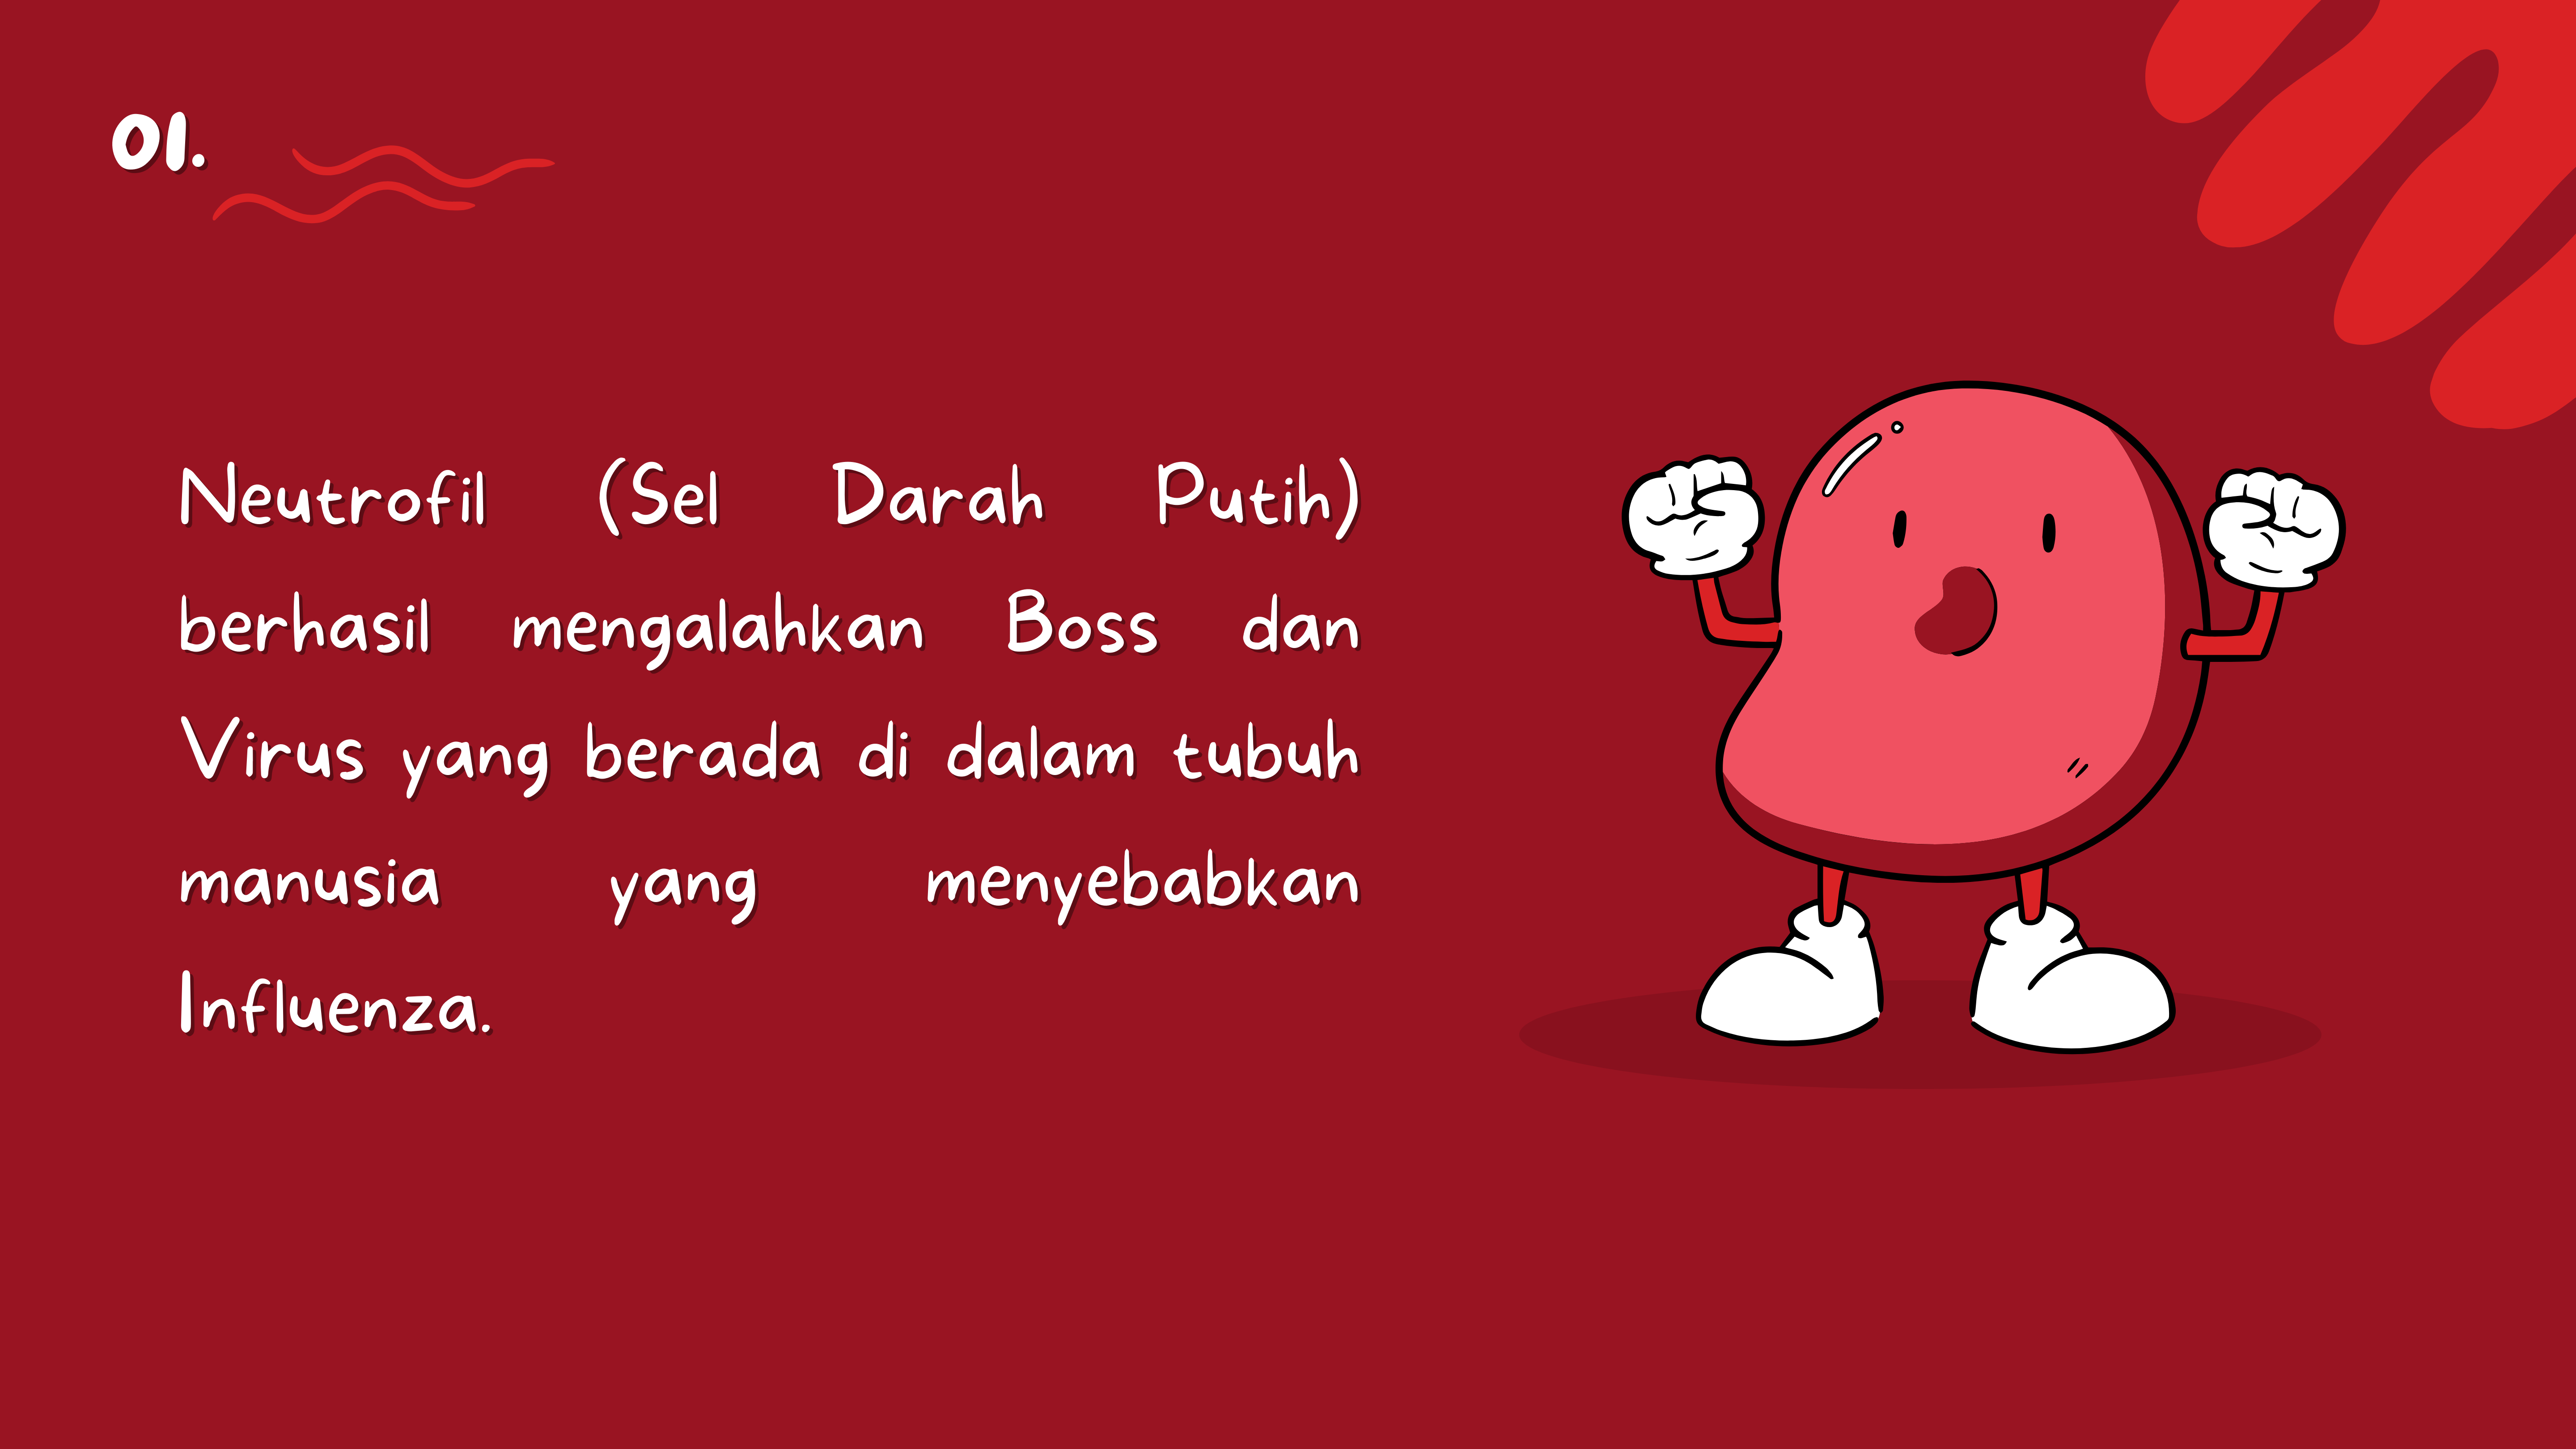 01.
Neutrofil (Sel Darah Putih)
berhasil mengalahkan Boss dan
Virus yang berada di dalam tubuh
manusia yang menyebabkan
Influenza.